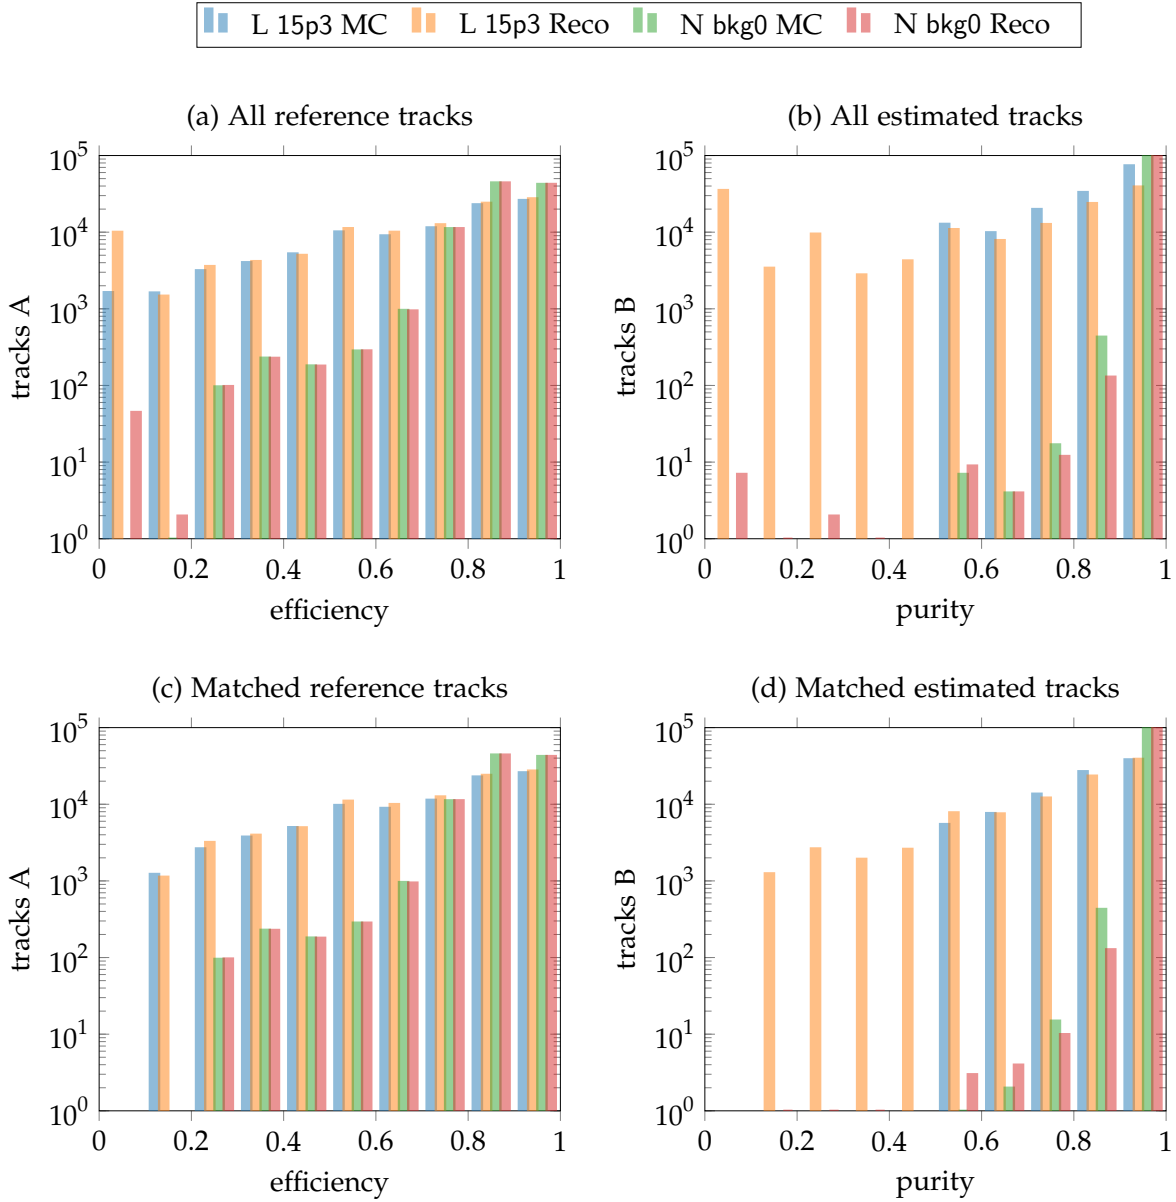 L 15p3 MC L 15p3 Reco N bkg0 MC N bkg0 Reco
(a) All reference tracks
10^5
10^4
10^3
10^2
10^1
10^0
tracks A
0 0.2 0.4 0.6 0.8 1
efficiency
(b) All estimated tracks
10^5
10^4
10^3
10^2
10^1
10^0
tracks B
0 0.2 0.4 0.6 0.8 1
purity
(c) Matched reference tracks
10^5
10^4
10^3
10^2
10^1
10^0
tracks A
0 0.2 0.4 0.6 0.8 1
efficiency
(d) Matched estimated tracks
10^5
10^4
10^3
10^2
10^1
10^0
tracks B
0 0.2 0.4 0.6 0.8 1
purity